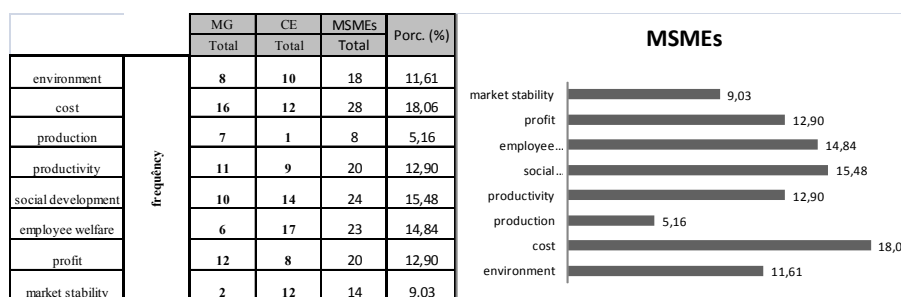 MG CE MSMEs Porc. (%)
Total Total Total
environment 8 10 18 11,61
cost 16 12 28 18,06
production 7 1 8 5,16
productivity 11 9 20 12,90
social development 10 14 24 15,48
employee welfare 6 17 23 14,84
profit 12 8 20 12,90
market stability 2 12 14 9,03
frequêncy
MSMEs
market stability 9,03
profit 12,90
employee... 14,84
social... 15,48
productivity 12,90
production 5,16
cost 18,0
environment 11,61